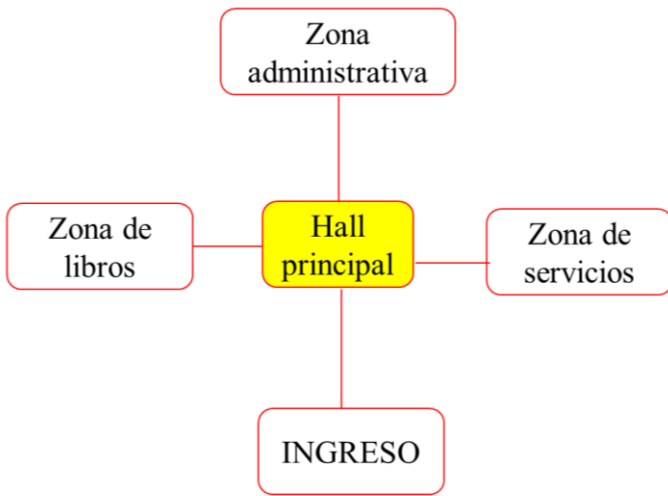 Zona
administrativa
Zona de
libros
Hall
principal
Zona de
servicios
INGRESO